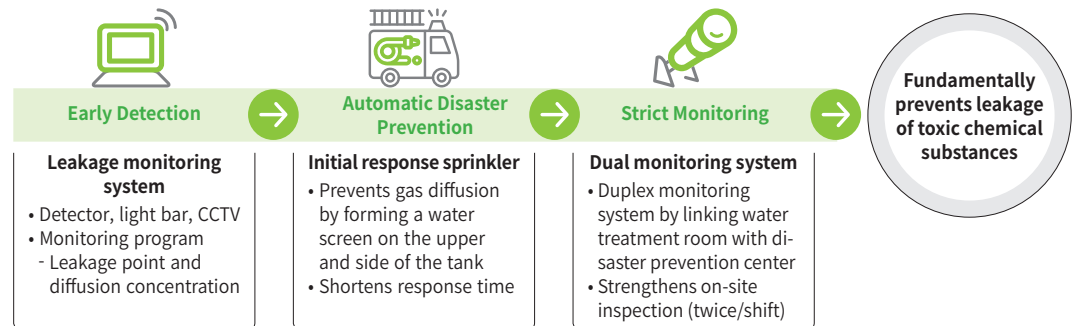 Early Detection
Automatic Disaster
Prevention
Strict Monitoring
Fundamentally
prevents leakage
of toxic chemical
substances
Leakage monitoring
system
• Detector, light bar, CCTV
• Monitoring program
- Leakage point and
diffusion concentration
Initial response sprinkler
• Prevents gas diffusion
by forming a water
screen on the upper
and side of the tank
• Shortens response time
Dual monitoring system
• Duplex monitoring
system by linking water
treatment room with di-
saster prevention center
• Strengthens on-site
inspection (twice/shift)